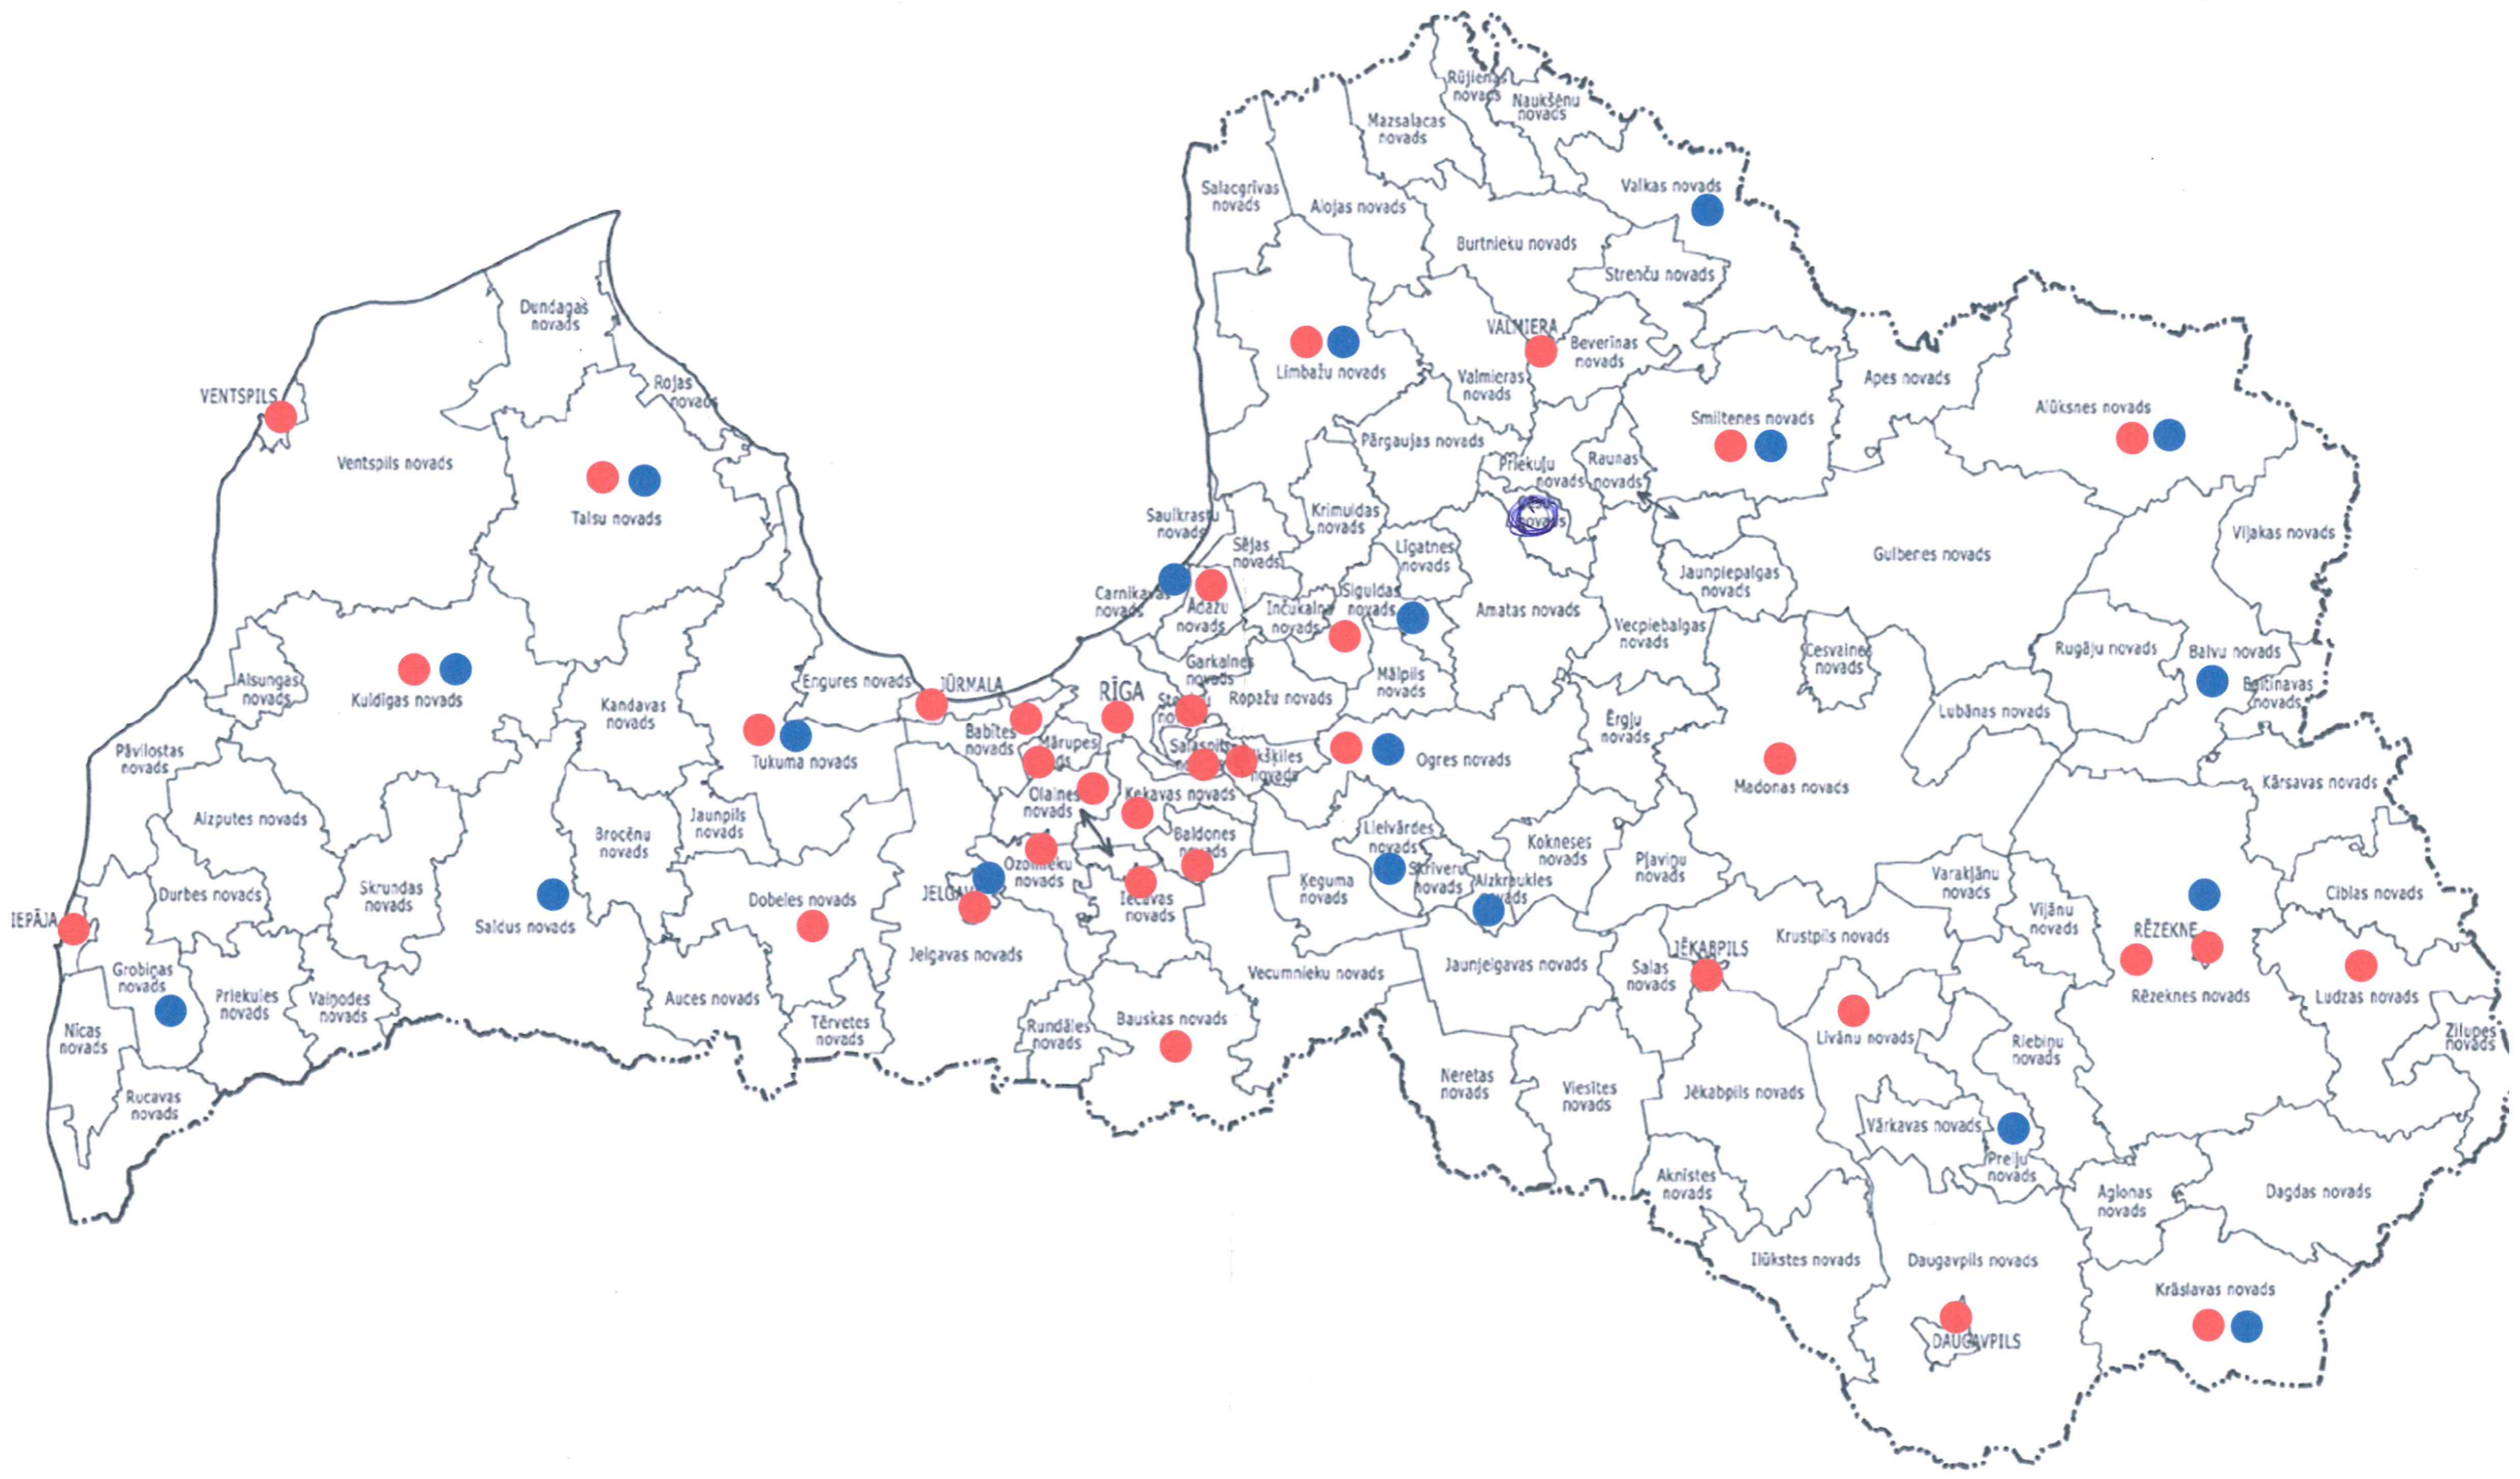 Rūjienas
novads
Naukšēnu
novads
Mazsalacas
novads
Salacgrīvas
novads
Alojas novads
Valkas novads
Burtnieku novads
Strenču novads
Dundagas
novads
VALMIERA
Beverīnas
novads
Limbažu novads
Valmieras
novads
Apes novads
Rojas
novads
VENTSPILS
Smiltenes novads
Alūksnes novads
Pārgaujas novads
Ventspils novads
Priekuļu
novads
Raunas
novads
Talsu novads
Saulkrastu
novads
Krimuldas
novads
novads
Viļakas novads
Gulbenes novads
Sējas
novads
Līgatnes
novads
Jaunpiepalgas
novads
Carnikavas
novads
Ādažu
novads
Inčukalna
novads
Siguldas
novads
Amatas novads
Vecpiebalgas
novads
Cesvaines
novads
Rugāju novads
Balvu novads
Baltinavas
novads
Alsungas
novads
Kuldīgas novads
Kandavas
novads
Engures novads
JŪRMALA
RĪGA
Garkalnes
novads
Ropažu novads
Mālpils
novads
Ērgļu
novads
Lubānas novads
Pāvilostas
novads
Tukuma novads
Babītes
novads
Mārupes
Ogres novads
Madonas novads
Kārsavas novads
Aizputes novads
Brocēnu
novads
Jaunpils
novads
Olaines
novads
Ķekavas novads
Baldones
Lielvārdes
novads
Kokneses
novads
Pļaviņu
novads
Varakļānu
novads
Ciblas novads
Durbes novads
Skrundas
novads
Saldus novads
Dobeles novads
novads
Ķeguma
novads
Skrīveru
novads
Aizkraukles
Viļānu
novads
IEPĀJA
Jelgavas novads
novads
Vecumnieku novads
Jaunjelgavas novads
Salas
novads
JĒKABPILS
Krustpils novads
RĒZEKNE
Rēzeknes novads
Ludzas novads
Grobiņas
novads
Priekules
novads
Vaiņodes
novads
Auces novads
Tērvetes
novads
Rundāles
novads
Bauskas novads
Līvānu novads
Riebiņu
novads
Zilupes
novads
Nīcas
novads
Rucavas
novads
Neretas
novads
Viesītes
novads
Jēkabpils novads
Vārkavas novads
Preiļu
novads
Aknīstes
novads
Aglonas
novads
Dagdas novads
Ilūkstes novads
Daugavpils novads
Krāslavas novads
DAUGAVPILS